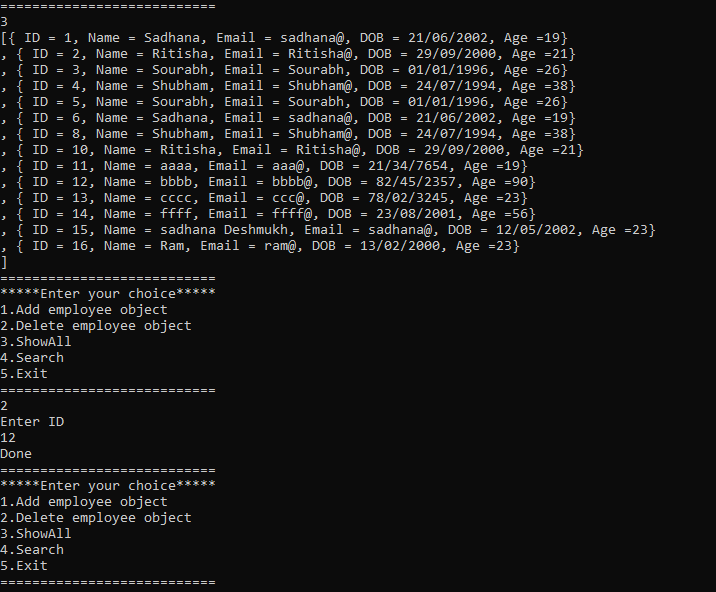 ===========================
3
[{ ID = 1, Name = Sadhana, Email = sadhana@, DOB = 21/06/2002, Age =19}
, { ID = 2, Name = Ritisha, Email = Ritisha@, DOB = 29/09/2000, Age =21}
, { ID = 3, Name = Sourabh, Email = Sourabh, DOB = 01/01/1996, Age =26}
, { ID = 4, Name = Shubham, Email = Shubham@, DOB = 24/07/1994, Age =38}
, { ID = 5, Name = Sourabh, Email = Sourabh, DOB = 01/01/1996, Age =26}
, { ID = 6, Name = Sadhana, Email = sadhana@, DOB = 21/06/2002, Age =19}
, { ID = 8, Name = Shubham, Email = Shubham@, DOB = 24/07/1994, Age =38}
, { ID = 10, Name = Ritisha, Email = Ritisha@, DOB = 29/09/2000, Age =21}
, { ID = 11, Name = aaaa, Email = aaa@, DOB = 21/34/7654, Age =19}
, { ID = 12, Name = bbbb, Email = bbbb@, DOB = 82/45/2357, Age =90}
, { ID = 13, Name = cccc, Email = ccc@, DOB = 78/02/3245, Age =23}
, { ID = 14, Name = ffff, Email = ffff@, DOB = 23/08/2001, Age =56}
, { ID = 15, Name = sadhana Deshmukh, Email = sadhana@, DOB = 12/05/2002, Age =23}
, { ID = 16, Name = Ram, Email = ram@, DOB = 13/02/2000, Age =23}
]
===========================
*****Enter your choice*****
1.Add employee object
2.Delete employee object
3.ShowAll
4.Search
5.Exit
===========================
2
Enter ID
12
Done
===========================
*****Enter your choice*****
1.Add employee object
2.Delete employee object
3.ShowAll
4.Search
5.Exit
===========================